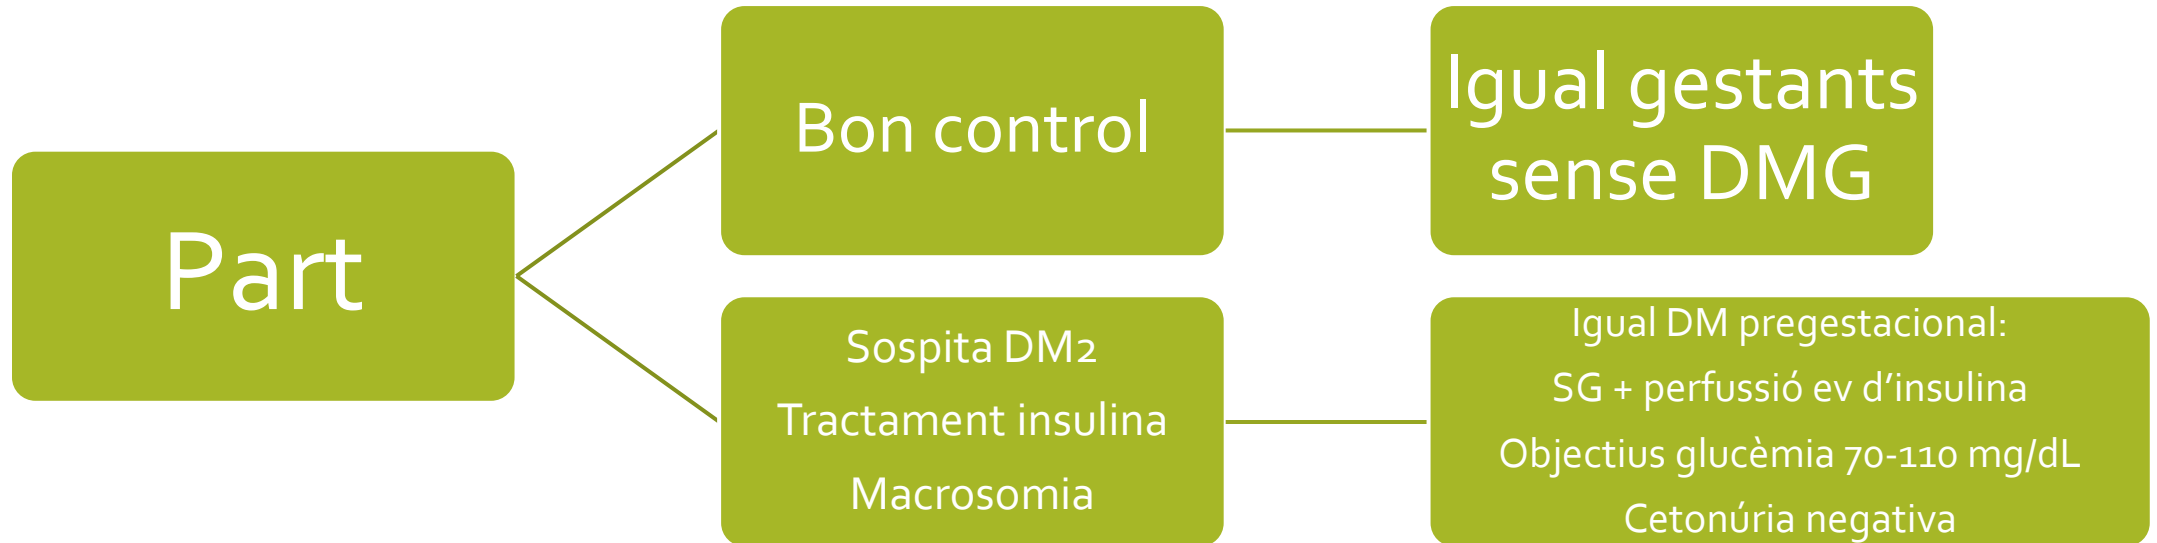 Part
Bon control
Igual gestants
sense DMG
Sospita DM2
Tractament insulina
Macrosomia
Igual DM pregestacional:
SG + perfussió ev d’insulina
Objectius glucèmia 70-110 mg/dL
Cetonúria negativa